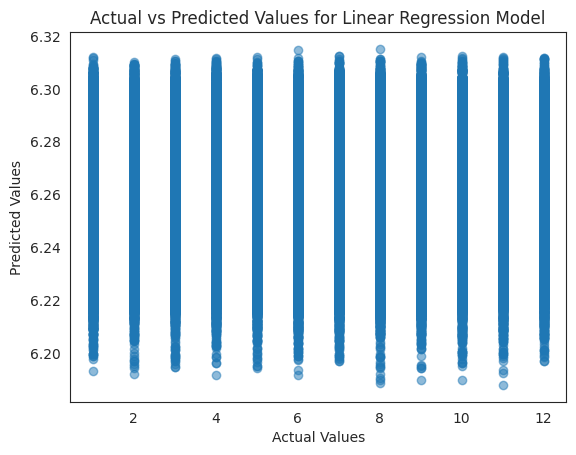 Actual vs Predicted Values for Linear Regression Model
6.32
6.30
6.28
6.26
6.24
6.22
6.20
Predicted Values
2 4 6 8 10 12
Actual Values